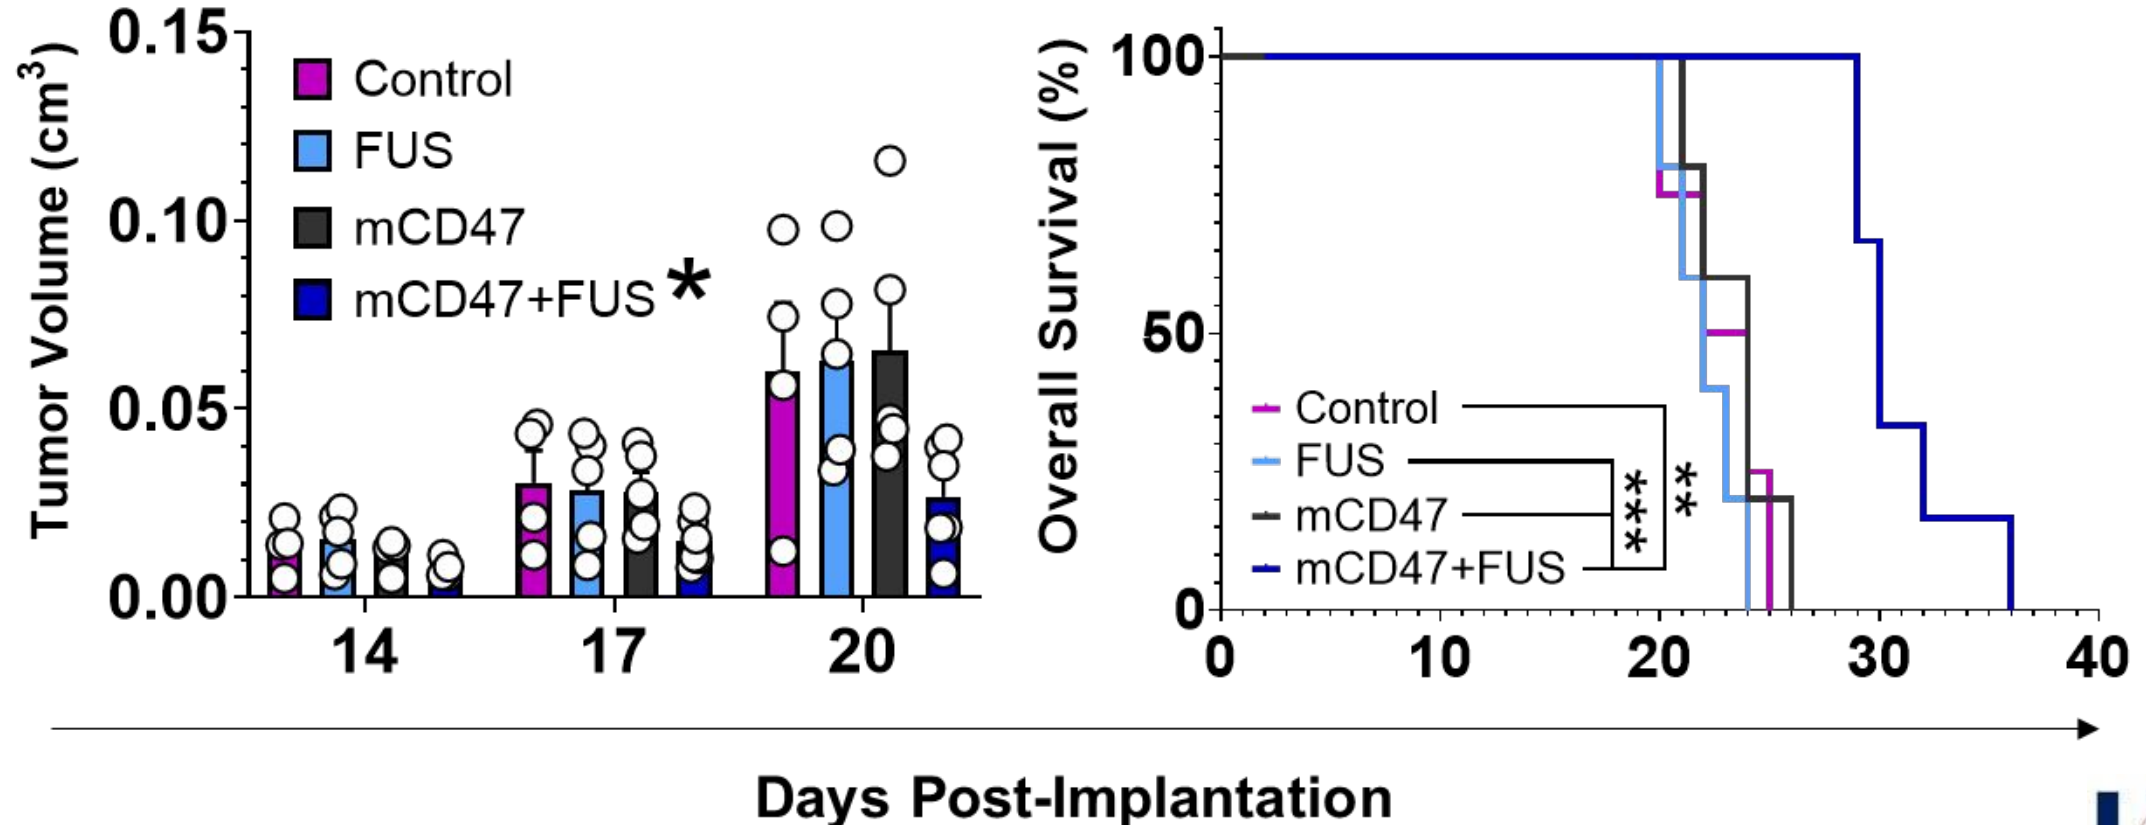 Tumor Volume (cm³)
0.15
0.10
0.05
0.00
Control
FUS
mCD47
mCD47+FUS *
14 17 20
Overall Survival (%)
100
50
0
Control
FUS
mCD47
mCD47+FUS
***
**
0 10 20 30 40
Days Post-Implantation